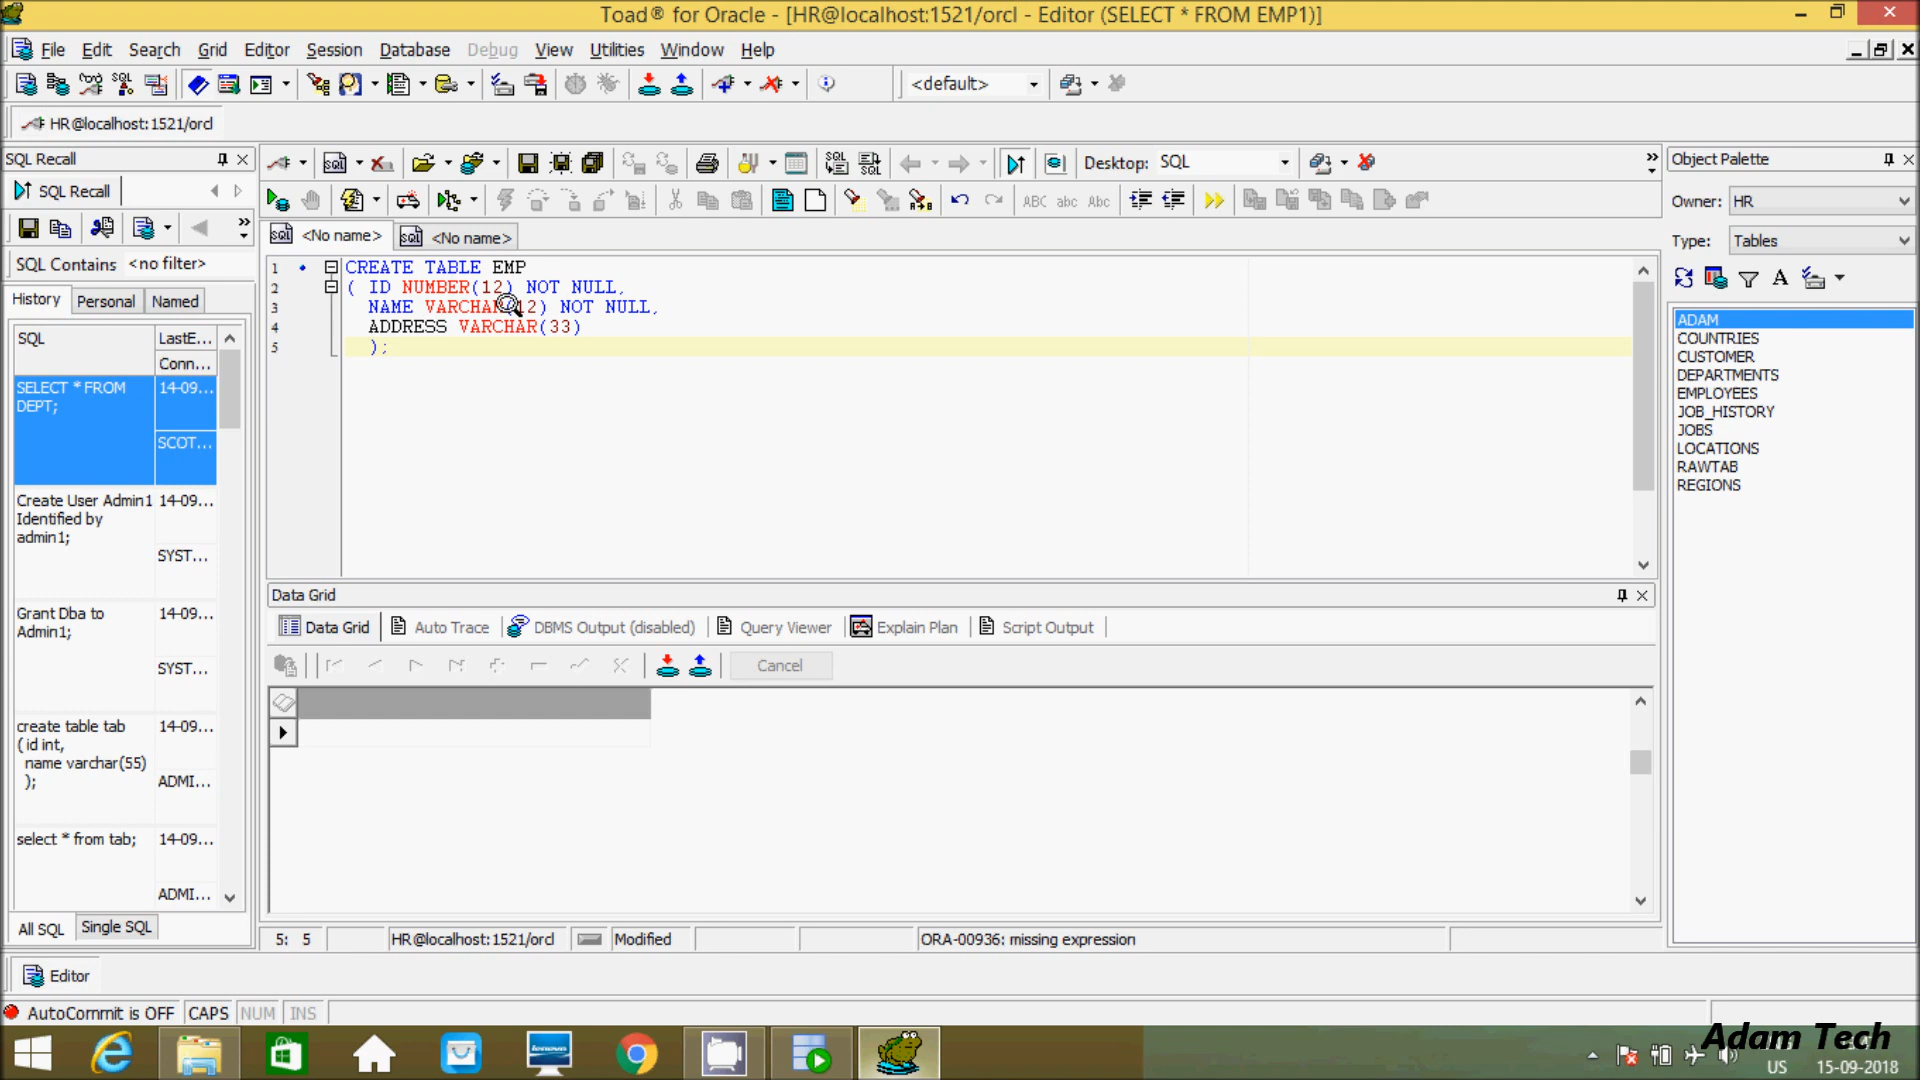 Toad® for Oracle - [HR@localhost:1521/orcl - Editor (SELECT * FROM EMP1)]
File Edit Search Grid Editor Session Database Debug View Utilities Window Help
<default>
HR@localhost:1521/orcl
SQL Recall
Desktop: SQL
Object Palette
SQL Recall
Owner: HR
ABC abc Abc
<No name> <No name>
Type: Tables
SQL Contains <no filter>
History Personal Named
1 CREATE TABLE EMP
2 ( ID NUMBER(12) NOT NULL,
3 NAME VARCHAR(12) NOT NULL,
4 ADDRESS VARCHAR(33)
5 );
SQL LastE...
Conn...
SELECT * FROM DEPT; 14-09...
SCOT...
Create User Admin1 Identified by admin1; 14-09...
SYST...
Grant Dba to Admin1; 14-09...
SYST...
create table tab 14-09...
( id int,
name varchar(55)
); ADMI...
select * from tab; 14-09...
ADMI...
All SQL Single SQL
ADAM
COUNTRIES
CUSTOMER
DEPARTMENTS
EMPLOYEES
JOB_HISTORY
JOBS
LOCATIONS
RAWTAB
REGIONS
Data Grid
Data Grid Auto Trace DBMS Output (disabled) Query Viewer Explain Plan Script Output
Cancel
5: 5 HR@localhost:1521/orcl Modified ORA-00936: missing expression
Editor
AutoCommit is OFF CAPS NUM INS
Adam Tech
US 15-09-2018